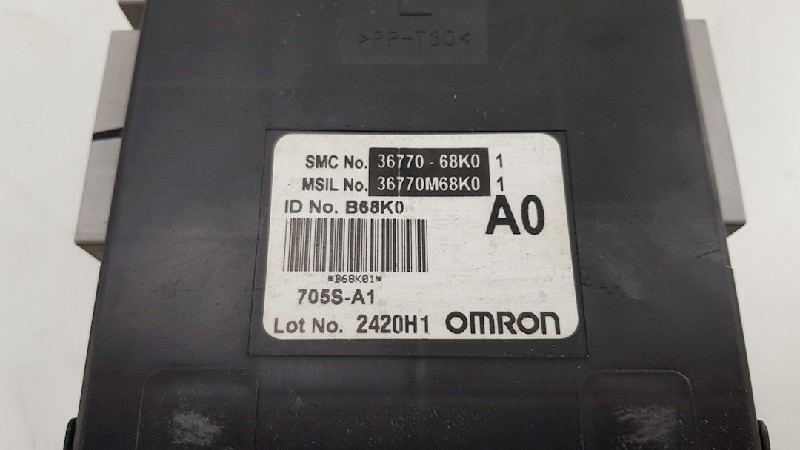 >PP-T30<
SMC No. 36770-68K0 1
MSIL No. 36770M68K0 1
ID No. B68K0
A0
*B68K01*
705S-A1
Lot No. 2420H1 OMRON